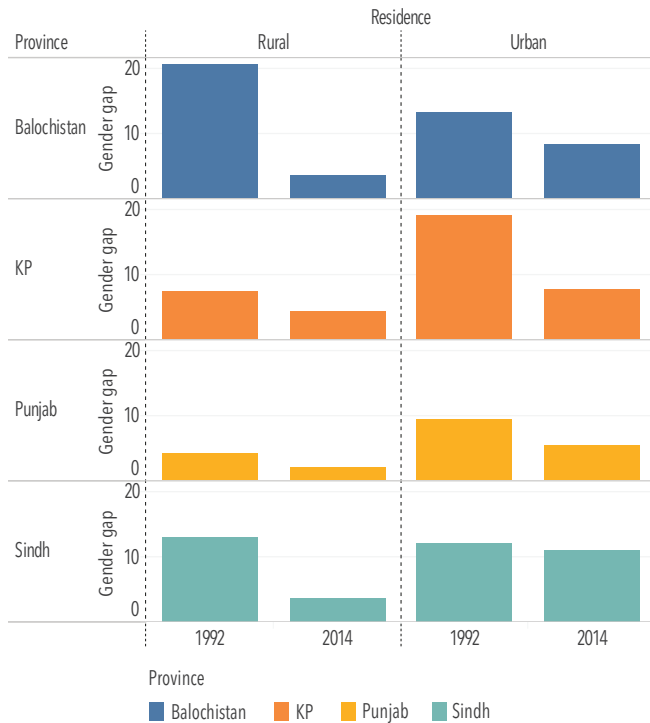 Residence
Province Rural Urban
Balochistan
Gender gap
20
10
0
KP
Gender gap
20
10
0
Punjab
Gender gap
20
10
0
Sindh
Gender gap
20
10
0
1992 2014 1992 2014
Province
Balochistan KP Punjab Sindh